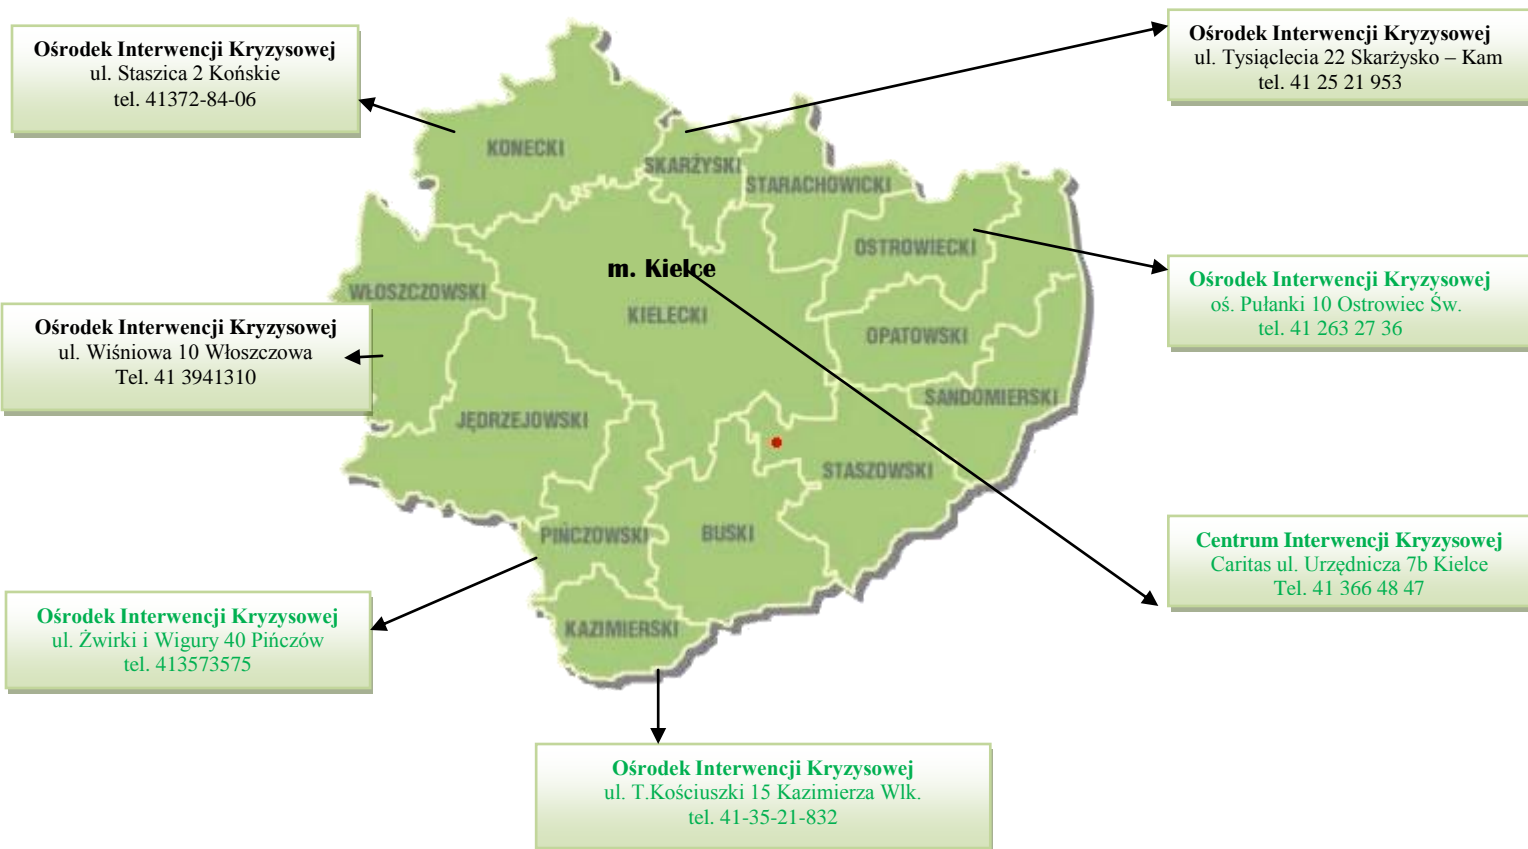 Ośrodek Interwencji Kryzysowej
ul. Staszica 2 Końskie
tel. 41372-84-06
Ośrodek Interwencji Kryzysowej
ul. Tysiąclecia 22 Skarżysko – Kam
tel. 41 25 21 953
KONECKI
SKARŻYSKI
STARACHOWICKI
OSTROWIECKI
m. Kielce
Ośrodek Interwencji Kryzysowej
oś. Pułanki 10 Ostrowiec Św.
tel. 41 263 27 36
WŁOSZCZOWSKI
KIELECKI
OPATOWSKI
Ośrodek Interwencji Kryzysowej
ul. Wiśniowa 10 Włoszczowa
Tel. 41 3941310
SANDOMIERSKI
JĘDRZEJOWSKI
STASZOWSKI
PIŃCZOWSKI
BUSKI
Centrum Interwencji Kryzysowej
Caritas ul. Urzędnicza 7b Kielce
Tel. 41 366 48 47
Ośrodek Interwencji Kryzysowej
ul. Żwirki i Wigury 40 Pińczów
tel. 413573575
KAZIMIERSKI
Ośrodek Interwencji Kryzysowej
ul. T.Kościuszki 15 Kazimierza Wlk.
tel. 41-35-21-832